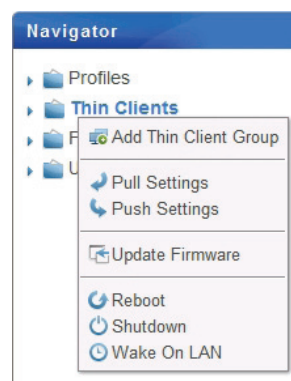 Navigator
Profiles
Thin Clients
F
Add Thin Client Group
U
Pull Settings
Push Settings
Update Firmware
Reboot
Shutdown
Wake On LAN